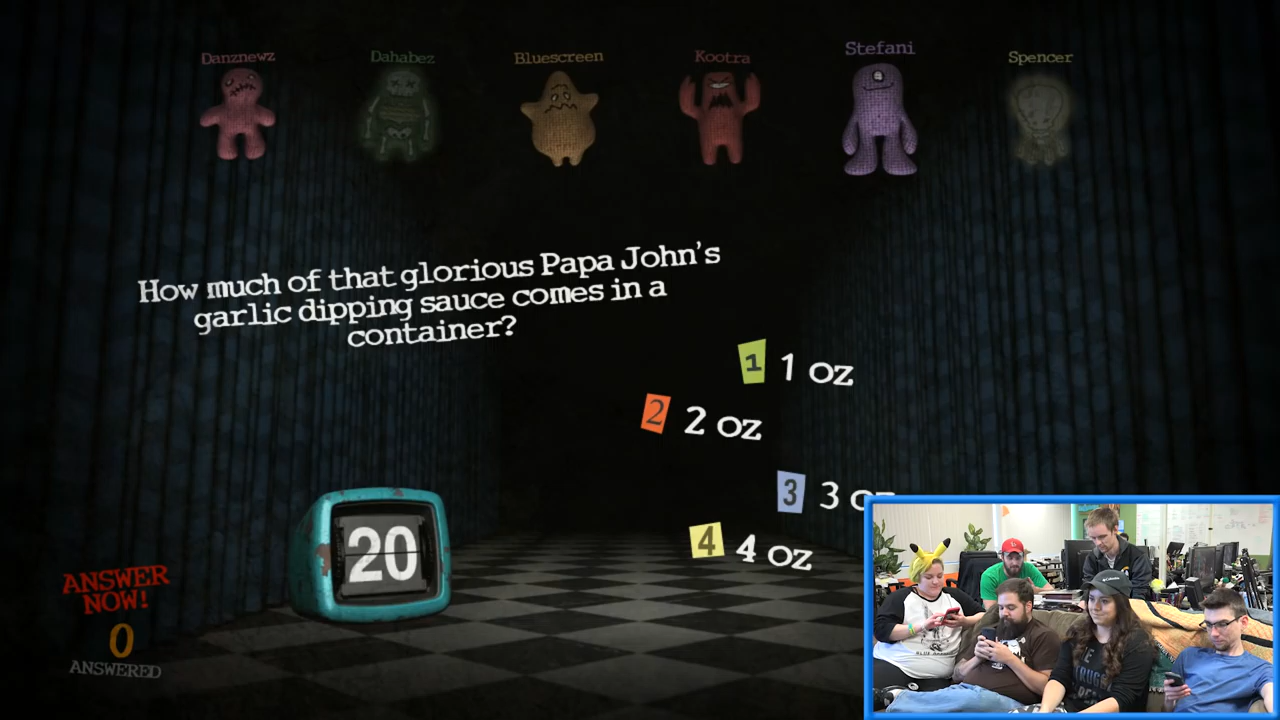 Danznewz Dahabez Bluescreen Kootra Stefani Spencer
How much of that glorious Papa John's
garlic dipping sauce comes in a
container?
1 1 oz
2 2 oz
3 3 oz
4 4 oz
20
ANSWER
NOW!
0
ANSWERED